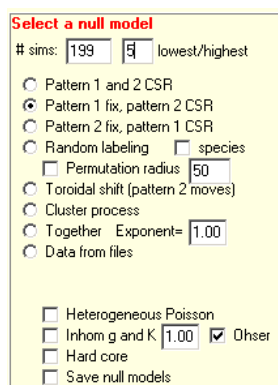 Select a null model
# sims: 199 5 lowest/highest
Pattern 1 and 2 CSR
Pattern 1 fix, pattern 2 CSR
Pattern 2 fix, pattern 1 CSR
Random labeling species
Permutation radius 50
Toroidal shift (pattern 2 moves)
Cluster process
Together Exponent= 1.00
Data from files
Heterogeneous Poisson
Inhom g and K 1.00 Ohser
Hard core
Save null models